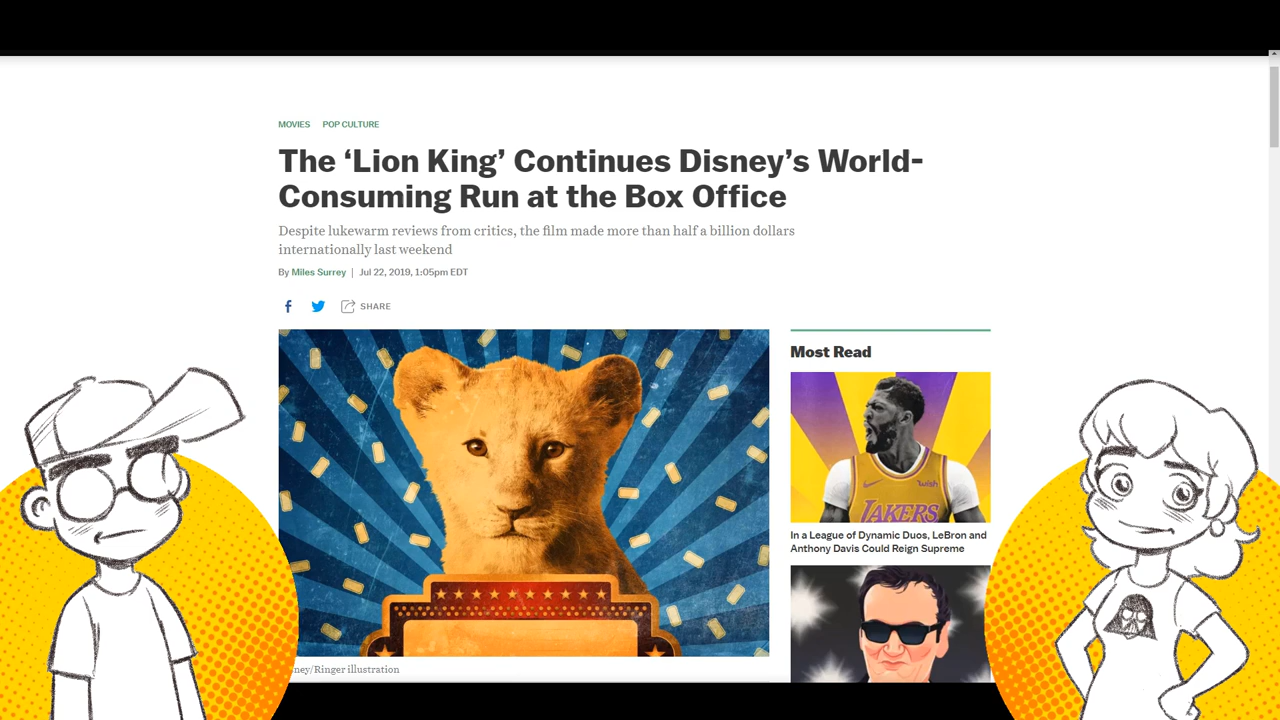 MOVIES POP CULTURE
The ‘Lion King’ Continues Disney’s World-
Consuming Run at the Box Office
Despite lukewarm reviews from critics, the film made more than half a billion dollars
internationally last weekend
By Miles Surrey | Jul 22, 2019, 1:05pm EDT
SHARE
Most Read
wish
LAKERS
In a League of Dynamic Duos, LeBron and
Anthony Davis Could Reign Supreme
ney/Ringer illustration